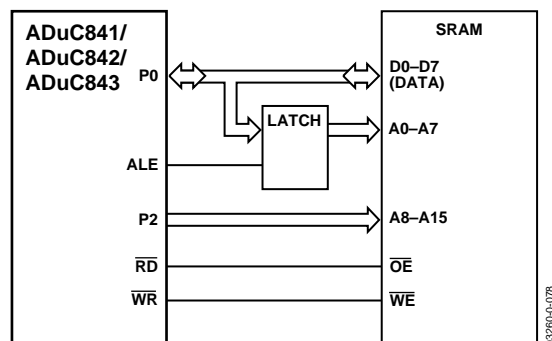 ADuC841/
ADuC842/
ADuC843
SRAM
P0
D0–D7
(DATA)
LATCH
A0–A7
ALE
P2
A8–A15
RD
OE
WR
WE
03260-0-078